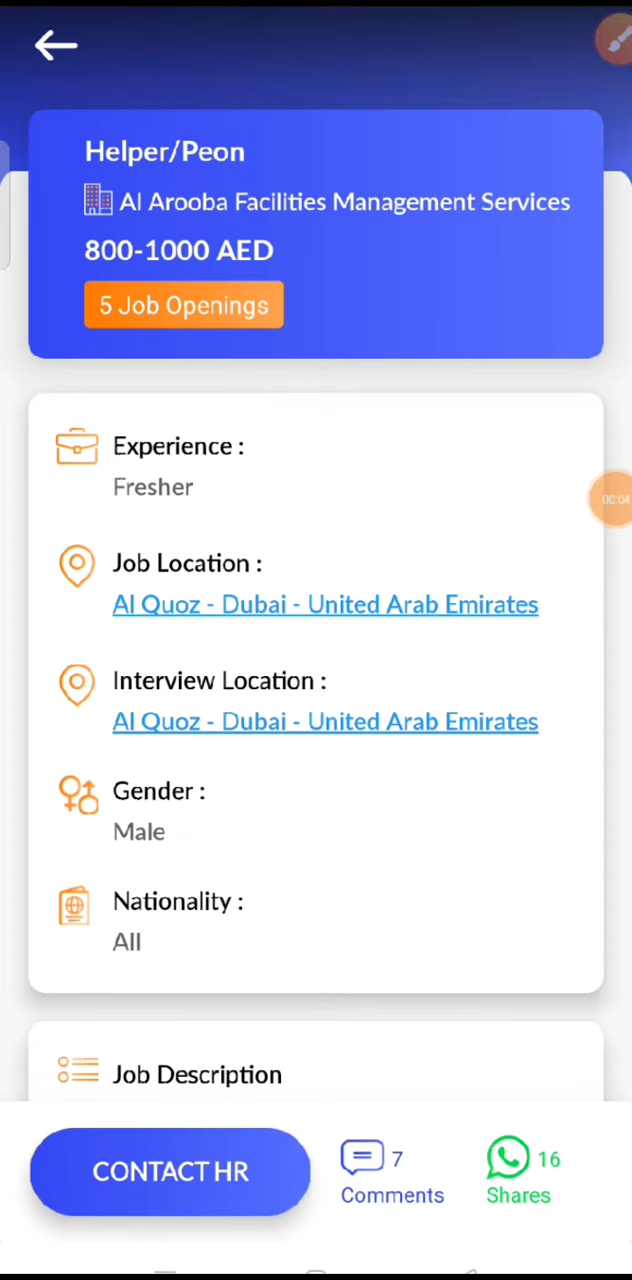 Helper/Peon
Al Arooba Facilities Management Services
800-1000 AED
5 Job Openings
Experience :
Fresher
00:04
Job Location :
Al Quoz - Dubai - United Arab Emirates
Interview Location :
Al Quoz - Dubai - United Arab Emirates
Gender :
Male
Nationality :
All
Job Description
CONTACT HR
7
Comments
16
Shares